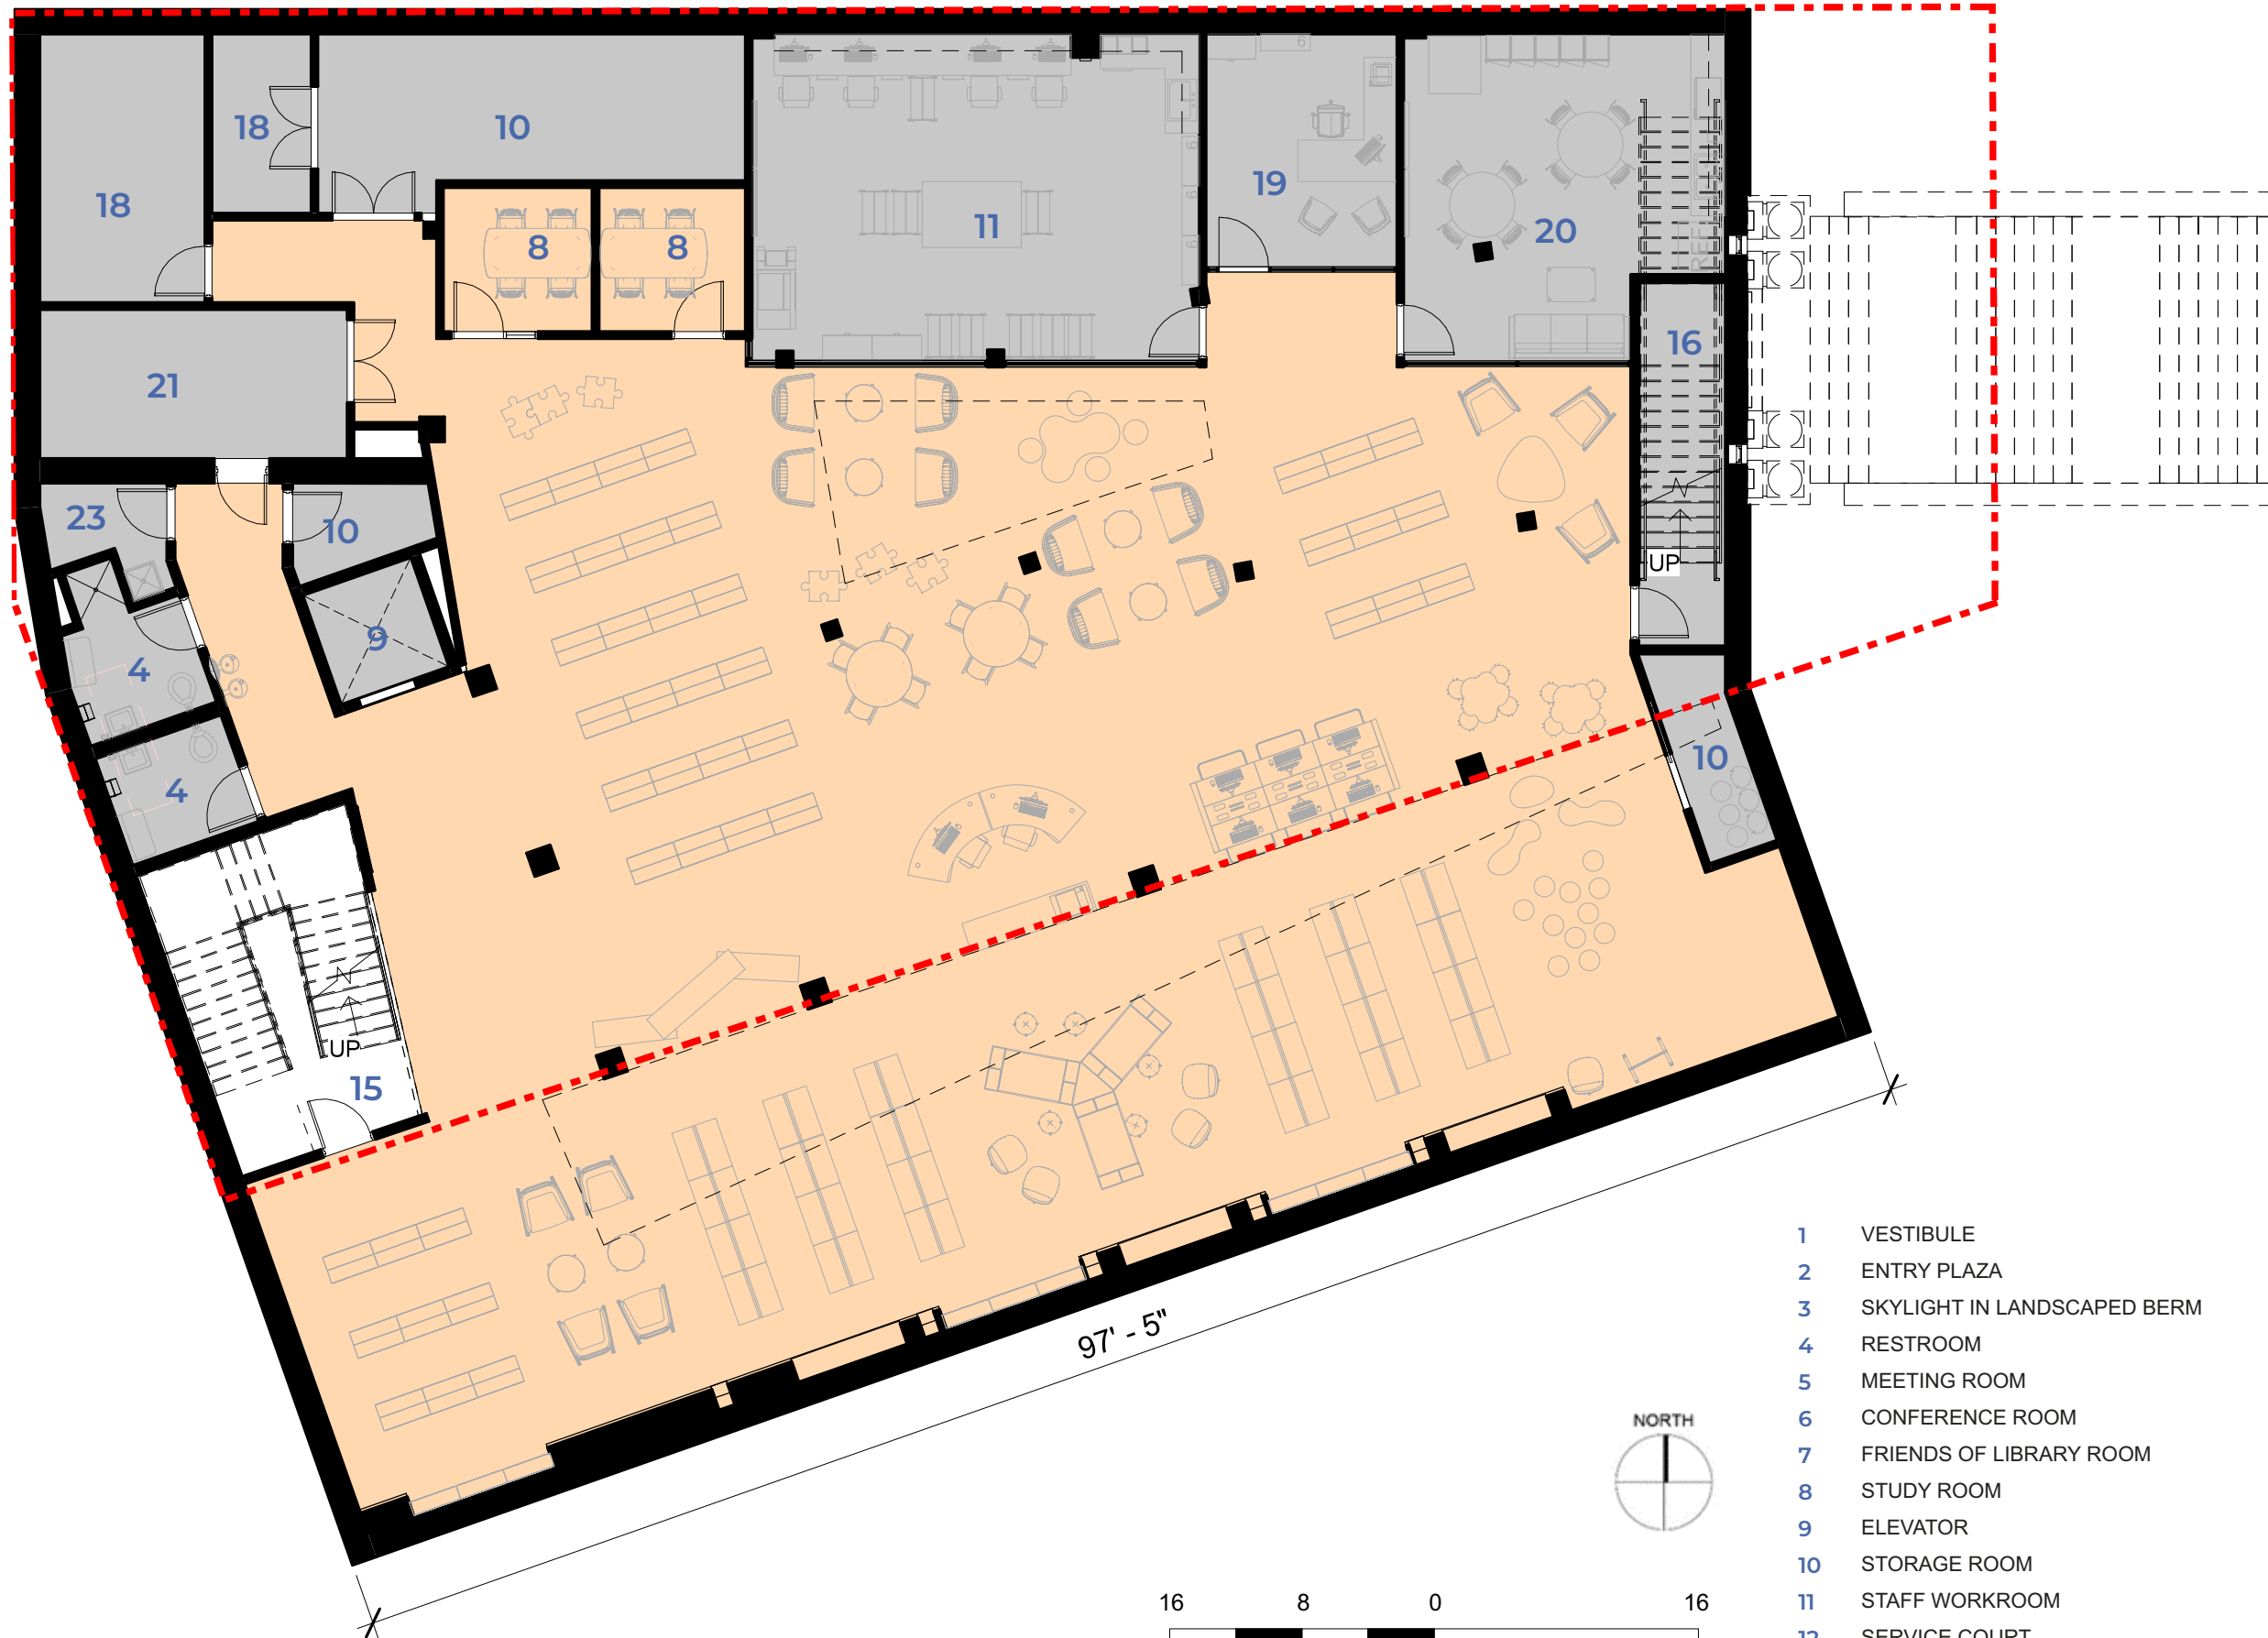 18
10
18
19
11
8
8
20
16
21
23
10
UP
9
4
4
10
UP
15
97' - 5"
NORTH
1 VESTIBULE
2 ENTRY PLAZA
3 SKYLIGHT IN LANDSCAPED BERM
4 RESTROOM
5 MEETING ROOM
6 CONFERENCE ROOM
7 FRIENDS OF LIBRARY ROOM
8 STUDY ROOM
9 ELEVATOR
10 STORAGE ROOM
11 STAFF WORKROOM
12 SERVICE COURT
16 8 0 16